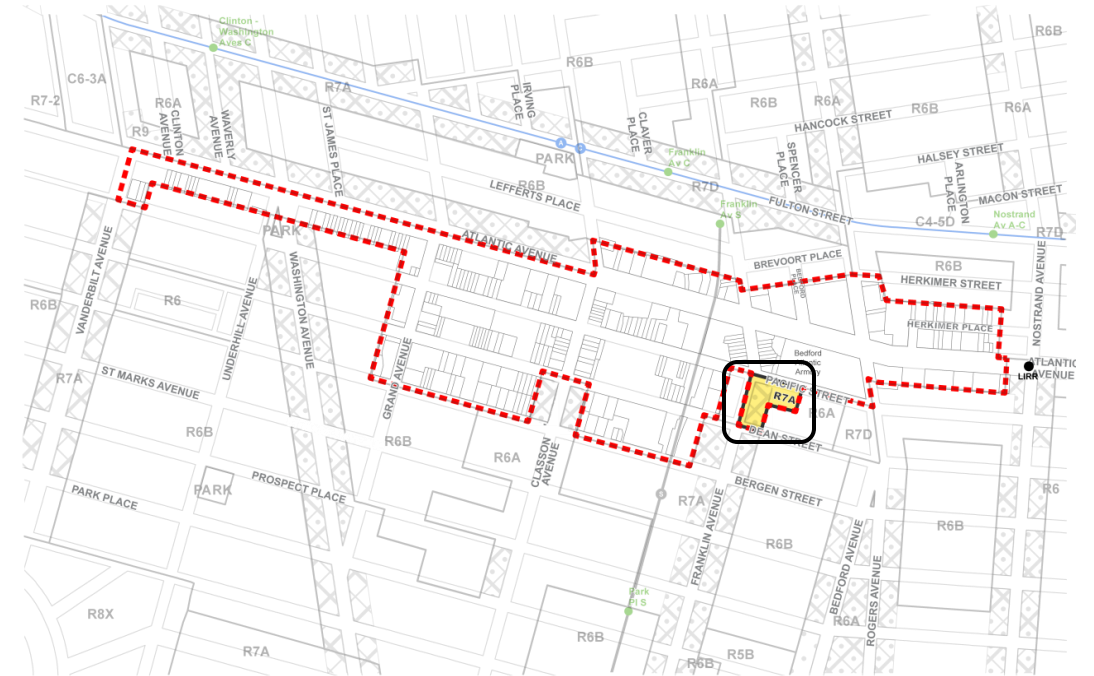 Clinton -
Washington
Aves C
R6B
R6B
C6-3A
R7-2
R7A
R6A
R6A
R6B
R6A
R6B
R6A
IRVING
PLACE
CLAVER
PLACE
HANCOCK STREET
R9
CLINTON
AVENUE
WAVERLY
AVENUE
ST JAMES PLACE
A
C
PARK
Franklin
Av C
SPENCER
PLACE
HALSEY STREET
ARLINGTON
PLACE
MACON STREET
R6B
LEFFERTS PLACE
R7D
Franklin
Av S
FULTON STREET
C4-5D
Nostrand
Av A-C
R7D
PARK
ATLANTIC AVENUE
BREVOORT PLACE
BEDFORD
PLACE
R6B
HERKIMER STREET
VANDERBILT AVENUE
WASHINGTON AVENUE
UNDERHILL AVENUE
NOSTRAND AVENUE
R6B
R6
HERKIMER PLACE
Bedford
Atlantic
Armory
ATLANTIC
AVENUE
LIRR
R7A
ST MARKS AVENUE
GRAND AVENUE
PACIFIC STREET
R7A
R6A
R6B
R6B
DEAN STREET
R7D
R6A
CLASSON
AVENUE
PARK PLACE
PARK
PROSPECT PLACE
S
R7A
BERGEN STREET
R6
FRANKLIN AVENUE
R6B
R6B
BEDFORD AVENUE
ROGERS AVENUE
Park
Pl S
R8X
R6A
R6B
R7A
R5B
R6B